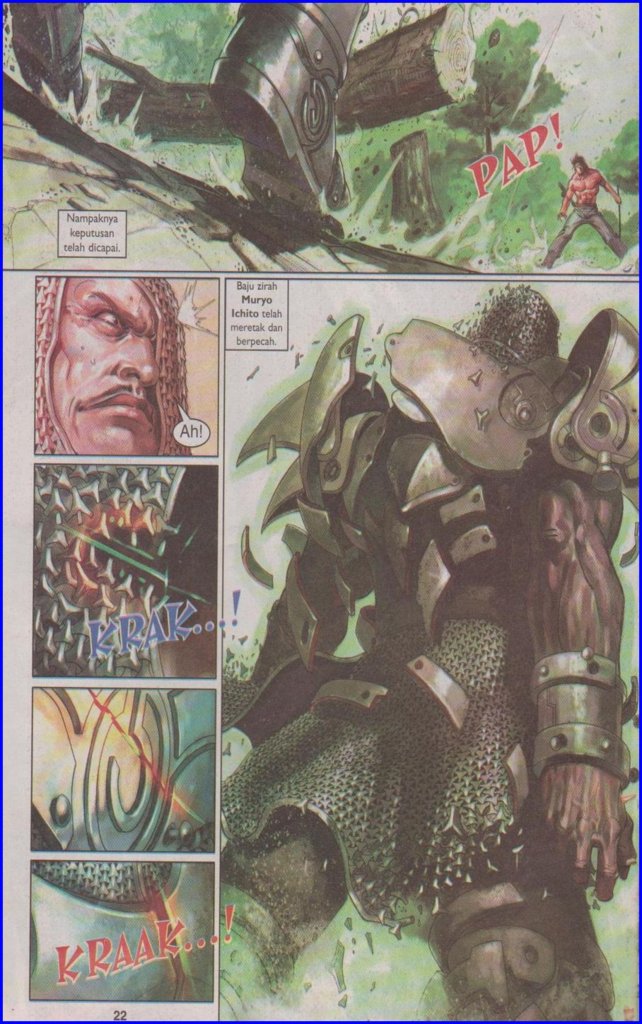 PAP!
Nampaknya
keputusan
telah dicapai.
Ah!
Baju zirah
Muryo
Ichito telah
meretak dan
berpecah.
KRAK...!
KRAAK...!
22